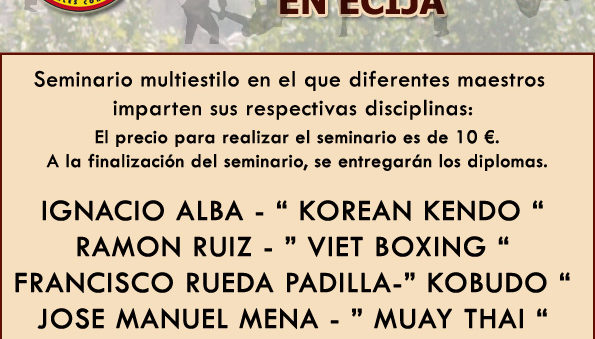 EN ECIJA
Seminario multiestilo en el que diferentes maestros
imparten sus respectivas disciplinas:
El precio para realizar el seminario es de 10 €.
A la finalización del seminario, se entregarán los diplomas.
IGNACIO ALBA - “ KOREAN KENDO “
RAMON RUIZ - ” VIET BOXING “
FRANCISCO RUEDA PADILLA-” KOBUDO “
JOSE MANUEL MENA - ” MUAY THAI “